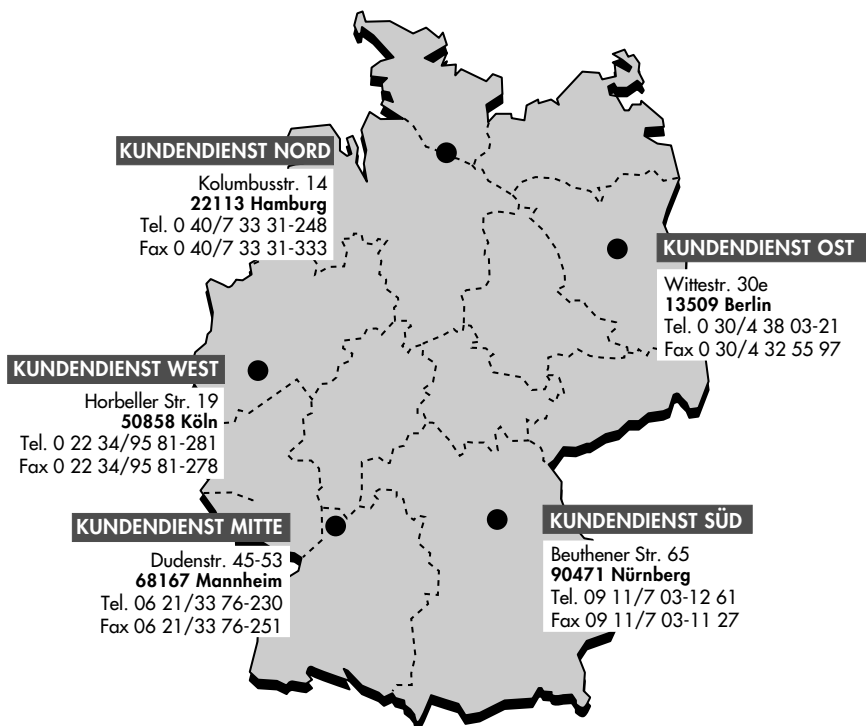 KUNDENDIENST NORD
Kolumbusstr. 14
22113 Hamburg
Tel. 0 40/7 33 31-248
Fax 0 40/7 33 31-333
KUNDENDIENST OST
Wittestr. 30e
13509 Berlin
Tel. 0 30/4 38 03-21
Fax 0 30/4 32 55 97
KUNDENDIENST WEST
Horbeller Str. 19
50858 Köln
Tel. 0 22 34/95 81-281
Fax 0 22 34/95 81-278
KUNDENDIENST MITTE
Dudenstr. 45-53
68167 Mannheim
Tel. 06 21/33 76-230
Fax 06 21/33 76-251
KUNDENDIENST SÜD
Beuthener Str. 65
90471 Nürnberg
Tel. 09 11/7 03-12 61
Fax 09 11/7 03-11 27